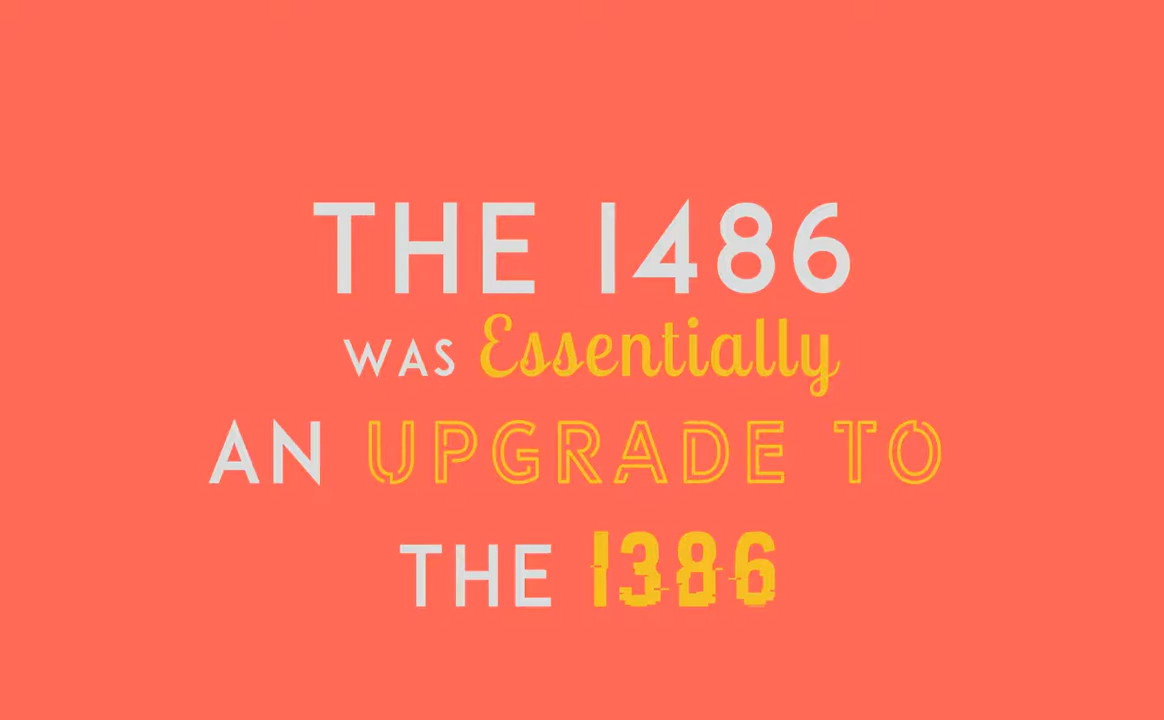 THE I486
WAS Essentially
AN UPGRADE TO
THE I386